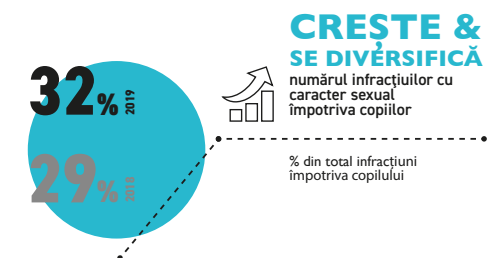 CREȘTE &
SE DIVERSIFICĂ
numărul infracțiuilor cu
caracter sexual
împotriva copiilor
32% 2019
29% 2018
% din total infracțiuni
împotriva copilului